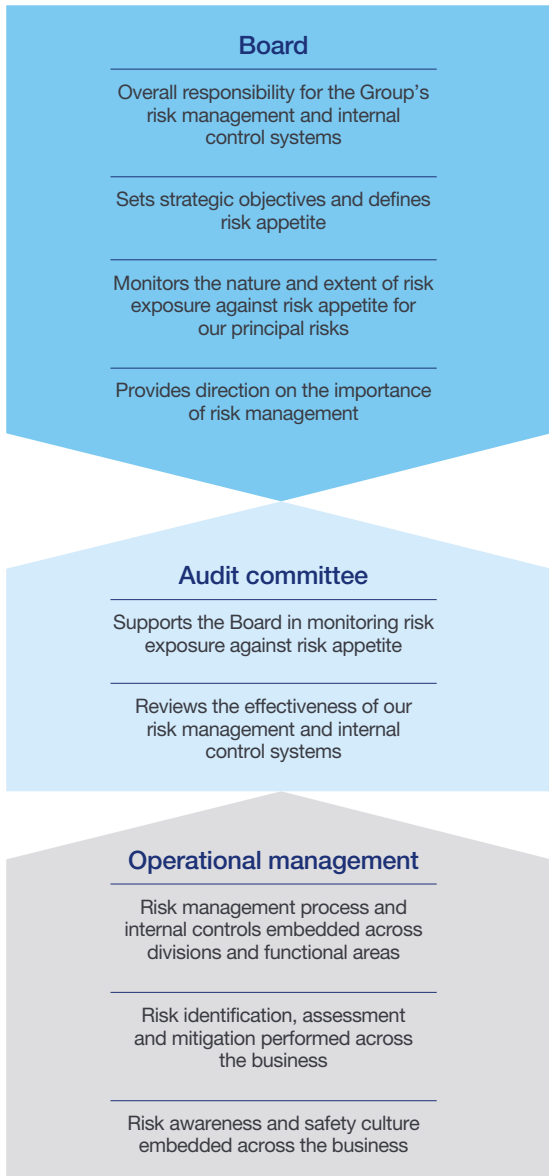 Board
Overall responsibility for the Group's
risk management and internal
control systems
Sets strategic objectives and defines
risk appetite
Monitors the nature and extent of risk
exposure against risk appetite for
our principal risks
Provides direction on the importance
of risk management
Audit committee
Supports the Board in monitoring risk
exposure against risk appetite
Reviews the effectiveness of our
risk management and internal
control systems
Operational management
Risk management process and
internal controls embedded across
divisions and functional areas
Risk identification, assessment
and mitigation performed across
the business
Risk awareness and safety culture
embedded across the business